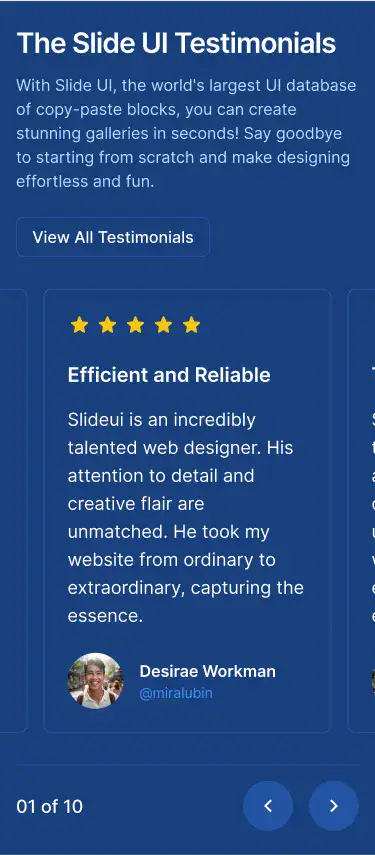 The Slide UI Testimonials
With Slide UI, the world's largest UI database
of copy-paste blocks, you can create
stunning galleries in seconds! Say goodbye
to starting from scratch and make designing
effortless and fun.
View All Testimonials
Efficient and Reliable
Slideui is an incredibly
talented web designer. His
attention to detail and
creative flair are
unmatched. He took my
website from ordinary to
extraordinary, capturing the
essence.
Desirae Workman
@miralubin
01 of 10